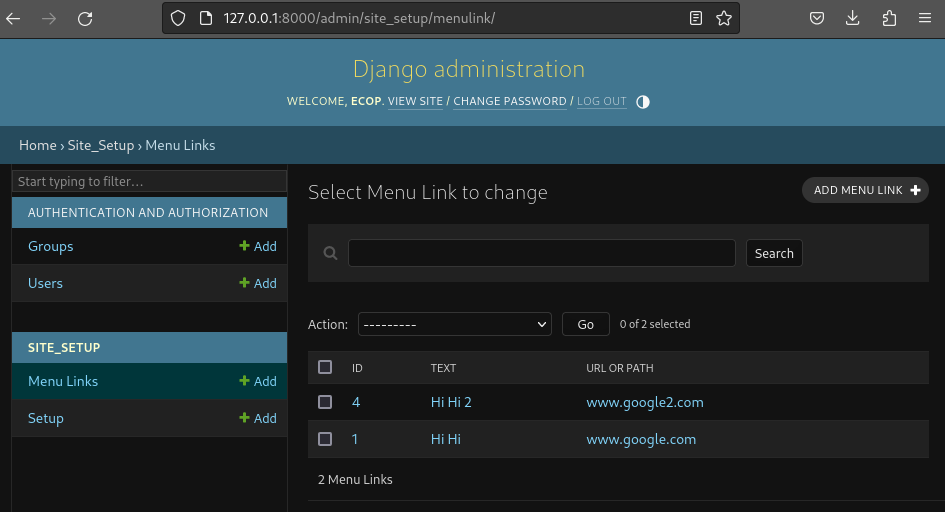 127.0.0.1:8000/admin/site_setup/menulink/
Django administration
WELCOME, ECOP. VIEW SITE / CHANGE PASSWORD / LOG OUT
Home › Site_Setup › Menu Links
Start typing to filter...
AUTHENTICATION AND AUTHORIZATION
Groups + Add
Users + Add
SITE_SETUP
Menu Links + Add
Setup + Add
Select Menu Link to change
ADD MENU LINK +
Search
Action: --------- Go 0 of 2 selected
ID TEXT URL OR PATH
4 Hi Hi 2 www.google2.com
1 Hi Hi www.google.com
2 Menu Links